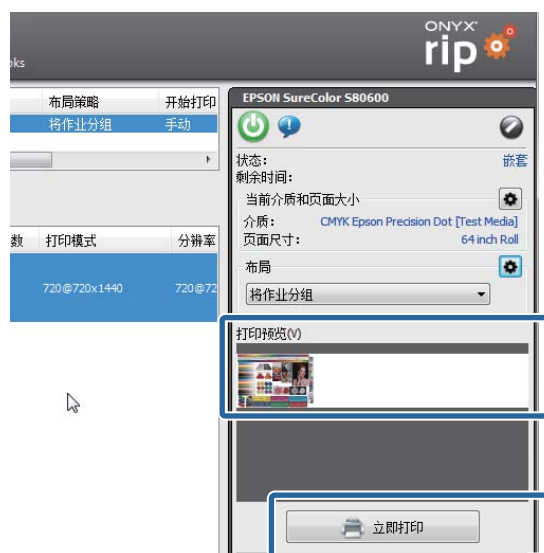 ONYX
rip
oks
布局策略 开始打印
将作业分组 手动
数 打印模式 分辨率
720@720x1440 720@72
EPSON SureColor S80600
状态: 嵌套
剩余时间:
当前介质和页面大小
介质: CMYK Epson Precision Dot [Test Media]
页面尺寸: 64 inch Roll
布局
将作业分组
打印预览(V)
立即打印